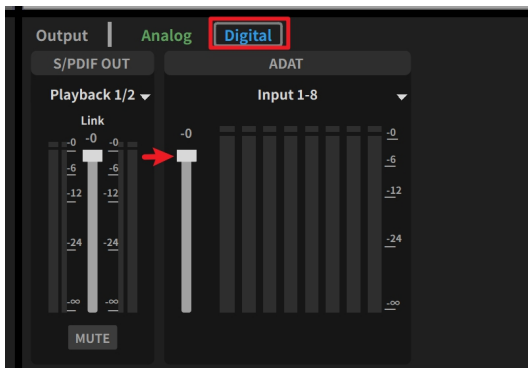 Output Analog Digital
S/PDIF OUT ADAT
Playback 1/2 Input 1-8
Link
-0 -0 -0 -0 -0
-6 -6 -6
-12 -12 -12
-24 -24 -24
-∞ -∞ -∞
MUTE